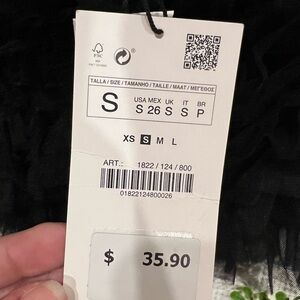 FSC
TALLA / SIZE / TAMANHO / TAILLE / MAAT / ΜΕΓΕΘΟΣ
S
USA MEX UK IT BR
S 26 S S P
XS S M L
ART.: 1822 / 124 / 800
01822124800026
$ 35.90